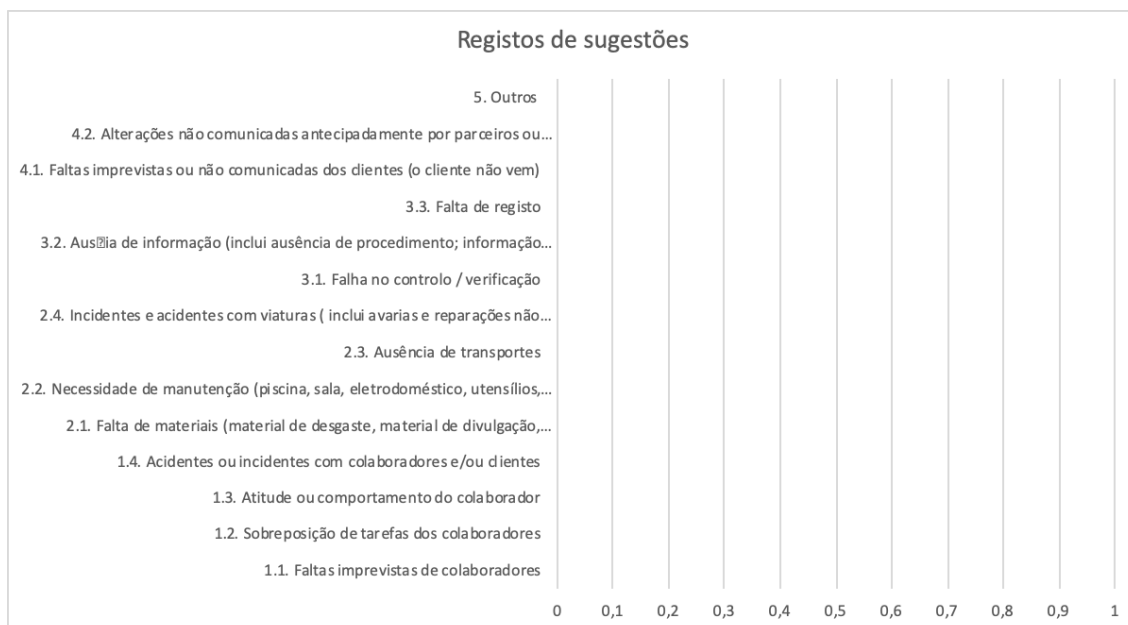 Registos de sugestões
5. Outros
4.2. Alterações não comunicadas antecipadamente por parceiros ou...
4.1. Faltas imprevistas ou não comunicadas dos clientes (o cliente não vem)
3.3. Falta de registo
3.2. Aus�ia de informação (inclui ausência de procedimento; informação...
3.1. Falha no controlo / verificação
2.4. Incidentes e acidentes com viaturas ( inclui avarias e reparações não...
2.3. Ausência de transportes
2.2. Necessidade de manutenção (piscina, sala, eletrodoméstico, utensílios,...
2.1. Falta de materiais (material de desgaste, material de divulgação,...
1.4. Acidentes ou incidentes com colaboradores e/ou clientes
1.3. Atitude ou comportamento do colaborador
1.2. Sobreposição de tarefas dos colaboradores
1.1. Faltas imprevistas de colaboradores
0 0,1 0,2 0,3 0,4 0,5 0,6 0,7 0,8 0,9 1